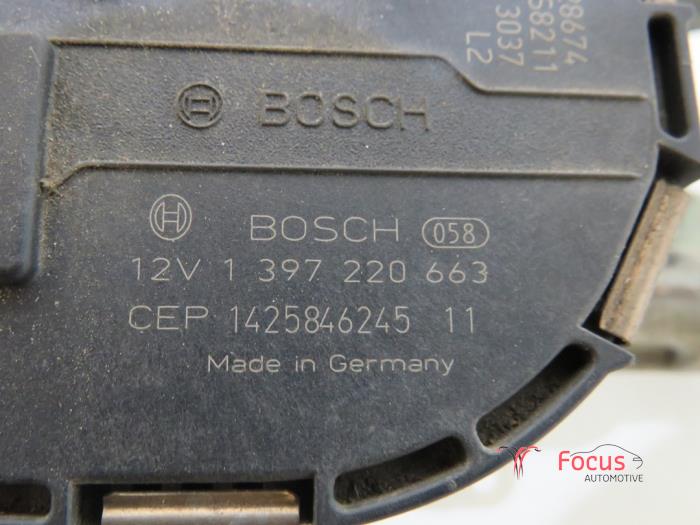 98674
58211
3037
L2
BOSCH
BOSCH 058
12V 1 397 220 663
CEP 1425846245 11
Made in Germany
Focus
AUTOMOTIVE